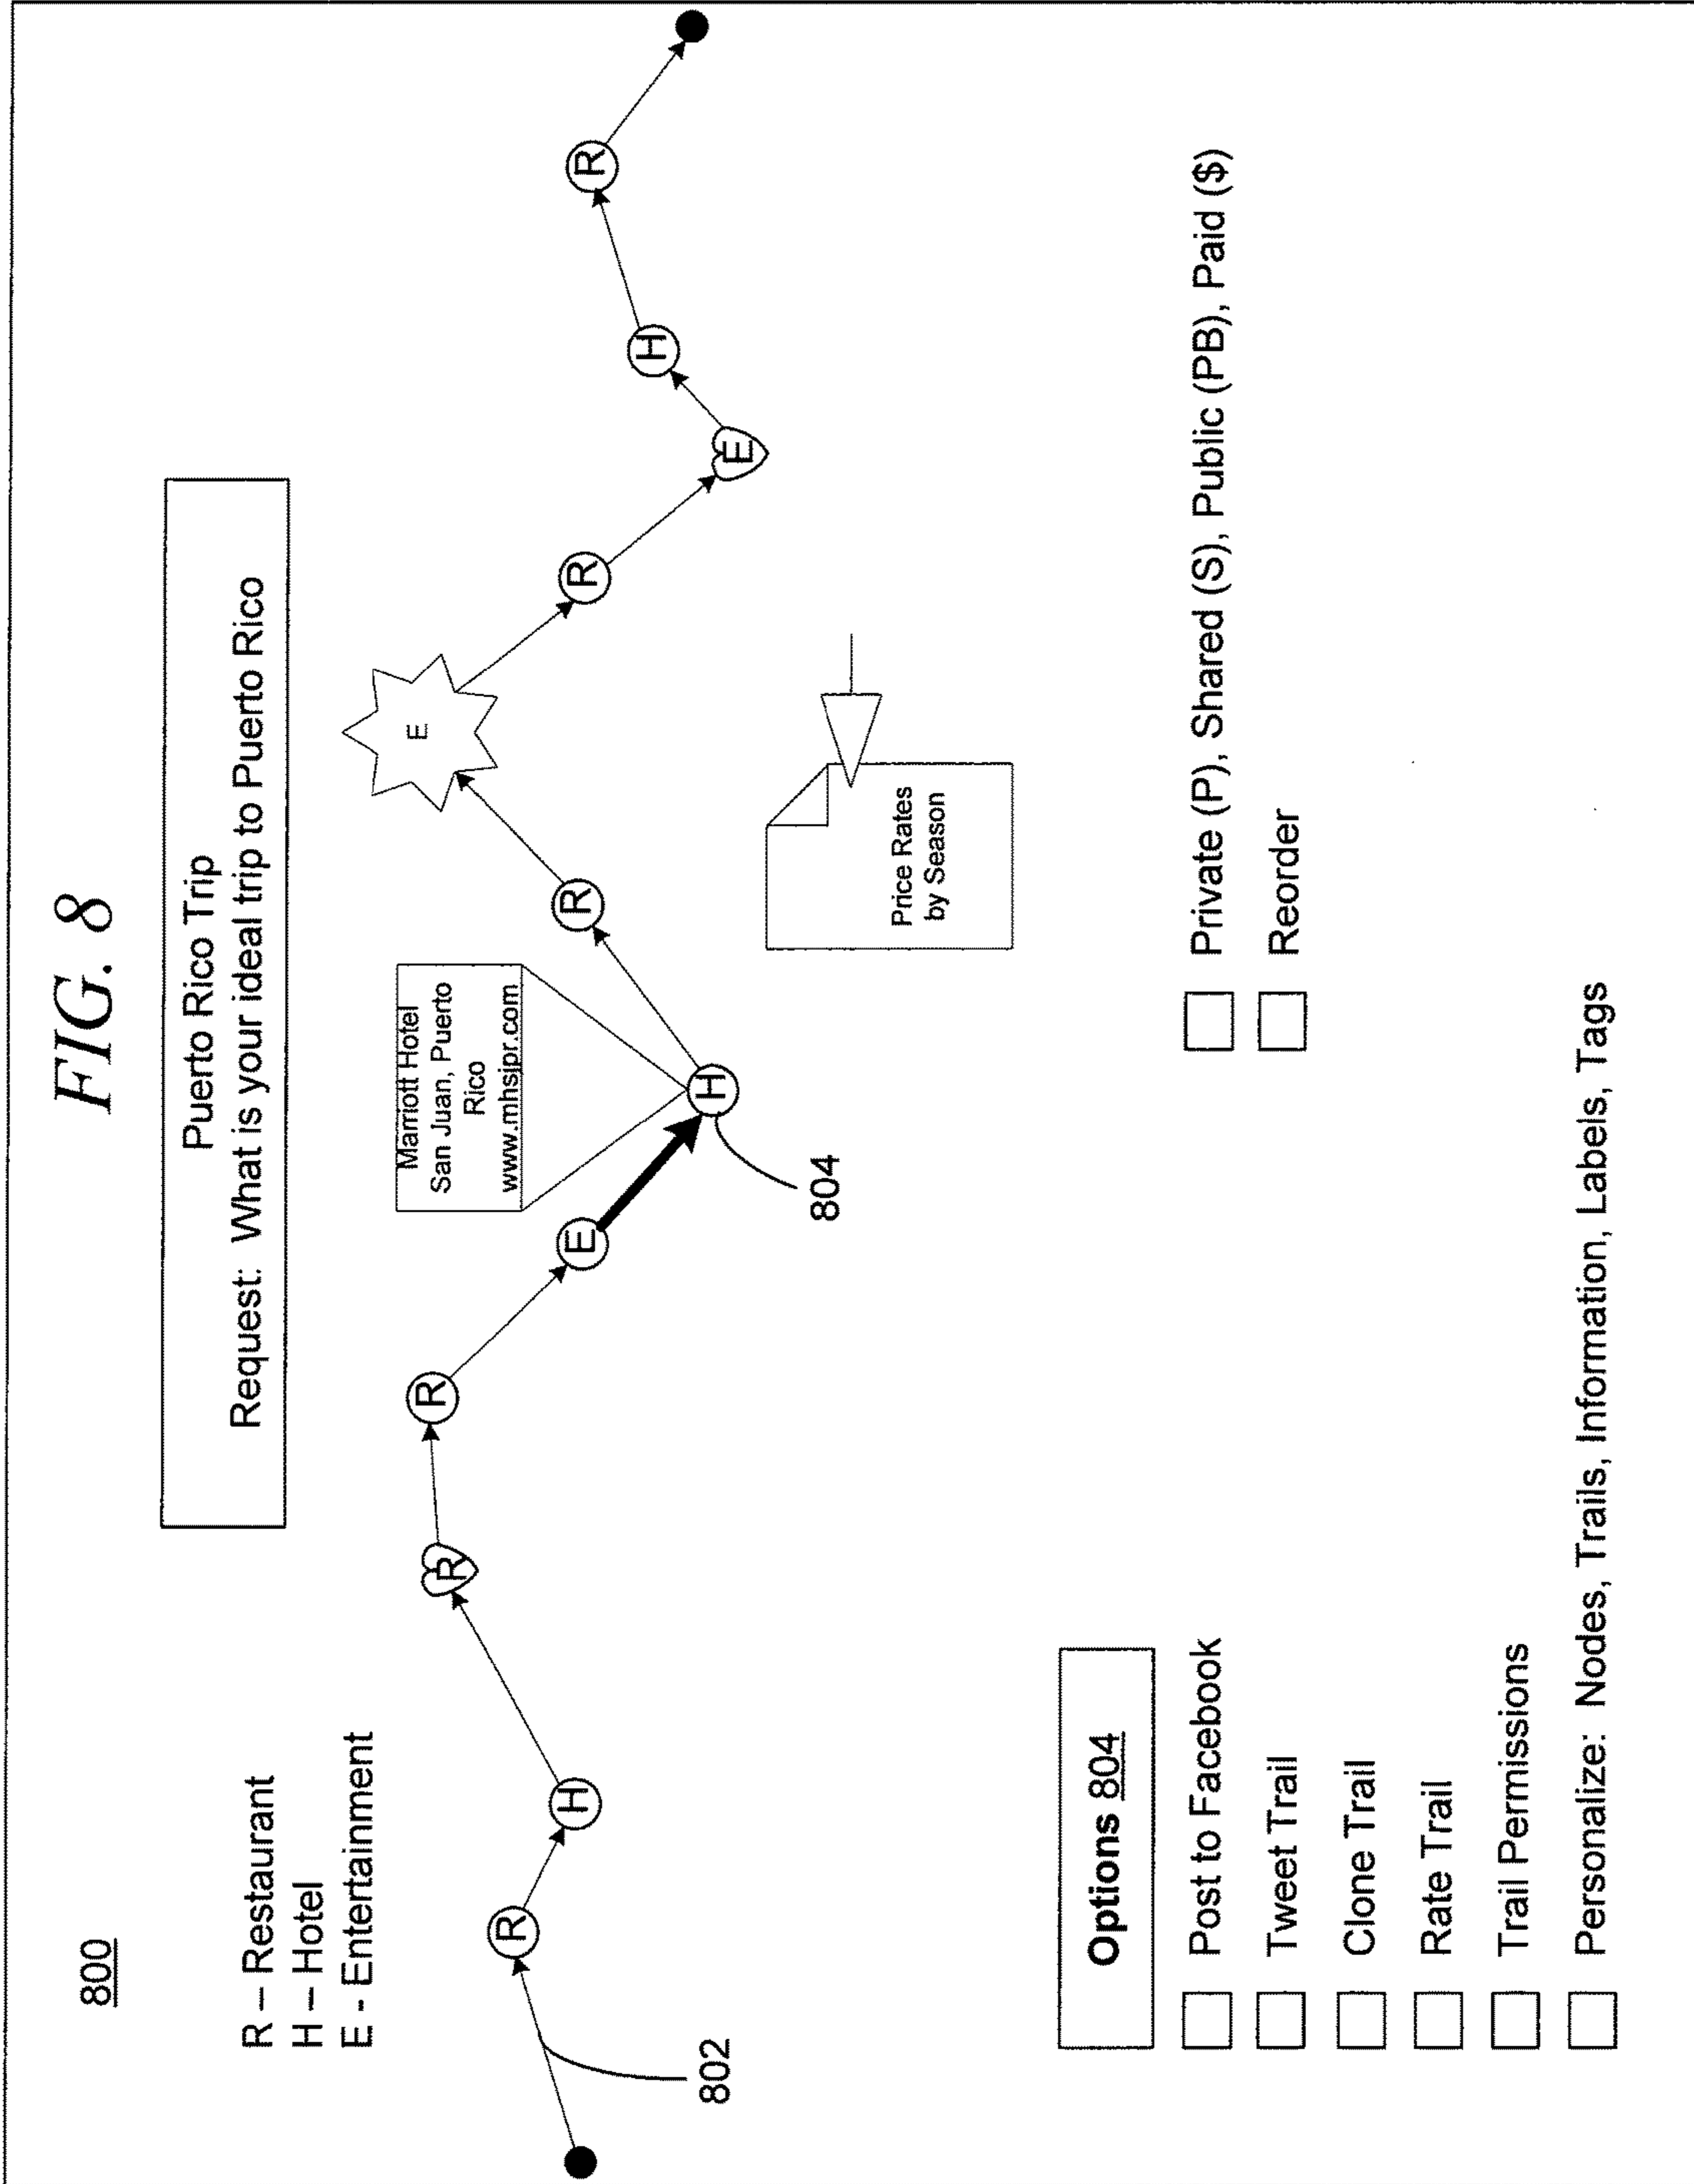 FIG. 8
800
Puerto Rico Trip
Request: What is your ideal trip to Puerto Rico
R – Restaurant
H – Hotel
E - Entertainment
802
R
H
R
R
E
H
804
Marriott Hotel
San Juan, Puerto
Rico
www.mhsjpr.com
R
E
R
E
H
R
Price Rates
by Season
Options 804
Post to Facebook
Tweet Trail
Clone Trail
Rate Trail
Trail Permissions
Personalize: Nodes, Trails, Information, Labels, Tags
Private (P), Shared (S), Public (PB), Paid ($)
Reorder